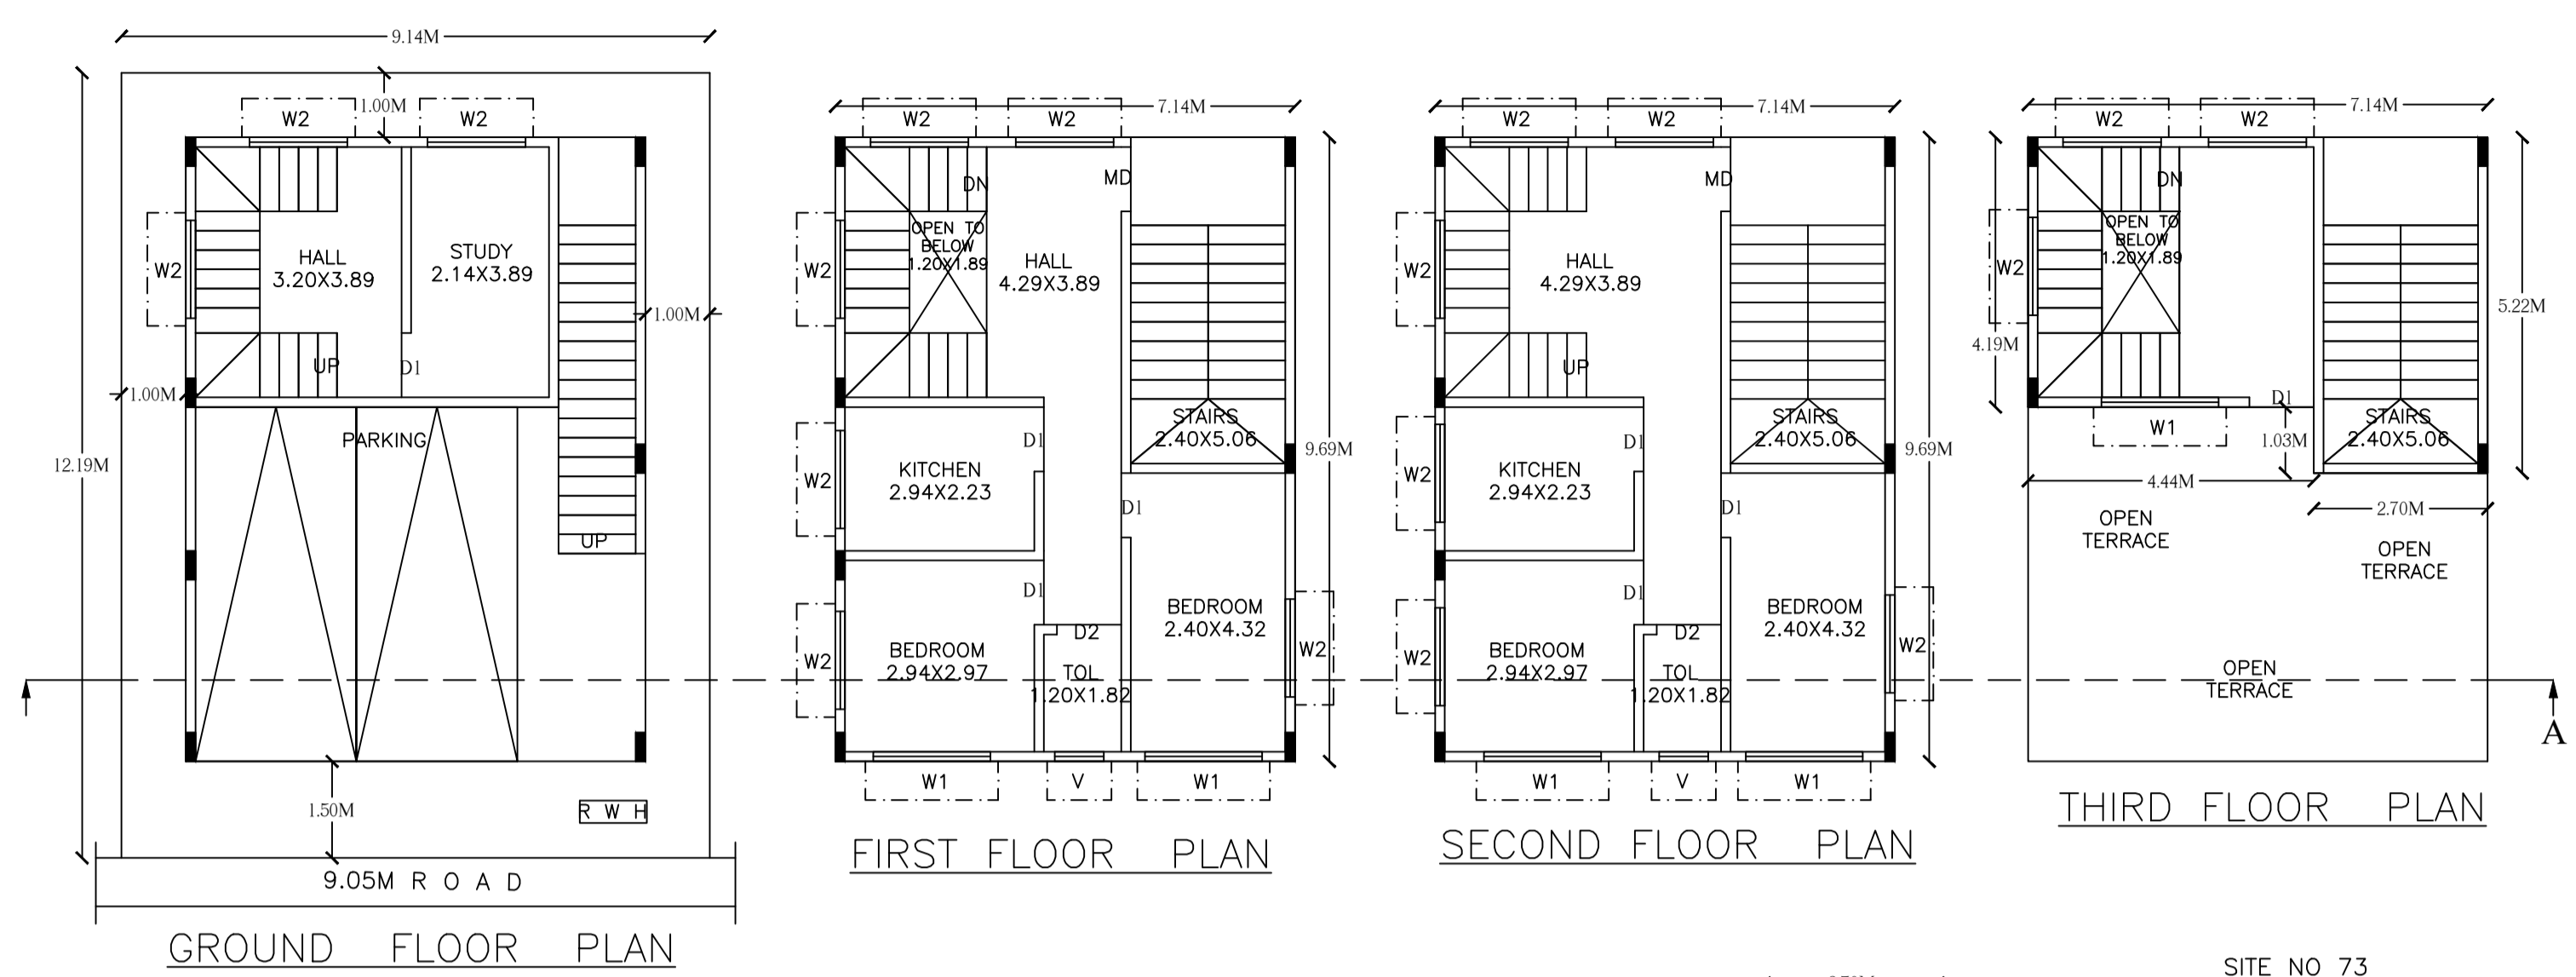 9.14M
1.00M
W2
W2
W2
HALL
3.20X3.89
STUDY
2.14X3.89
1.00M
UP
D1
1.00M
PARKING
12.19M
UP
1.50M
R W H
9.05M R O A D
GROUND FLOOR PLAN
7.14M
W2
W2
DN
MD
OPEN TO
BELOW
1.20X1.89
W2
HALL
4.29X3.89
STAIRS
2.40X5.06
9.69M
D1
KITCHEN
2.94X2.23
W2
D1
D1
BEDROOM
2.40X4.32
D2
W2
BEDROOM
2.94X2.97
W2
TOL
1.20X1.82
W1
V
W1
FIRST FLOOR PLAN
7.14M
W2
W2
MD
W2
HALL
4.29X3.89
UP
STAIRS
2.40X5.06
9.69M
D1
KITCHEN
2.94X2.23
W2
D1
D1
BEDROOM
2.40X4.32
D2
W2
BEDROOM
2.94X2.97
W2
TOL
1.20X1.82
W1
V
W1
SECOND FLOOR PLAN
7.14M
W2
W2
DN
OPEN TO
BELOW
1.20X1.89
W2
5.22M
4.19M
D1
W1
1.03M
STAIRS
2.40X5.06
4.44M
2.70M
OPEN
TERRACE
OPEN
TERRACE
OPEN
TERRACE
A
THIRD FLOOR PLAN
SITE NO 73